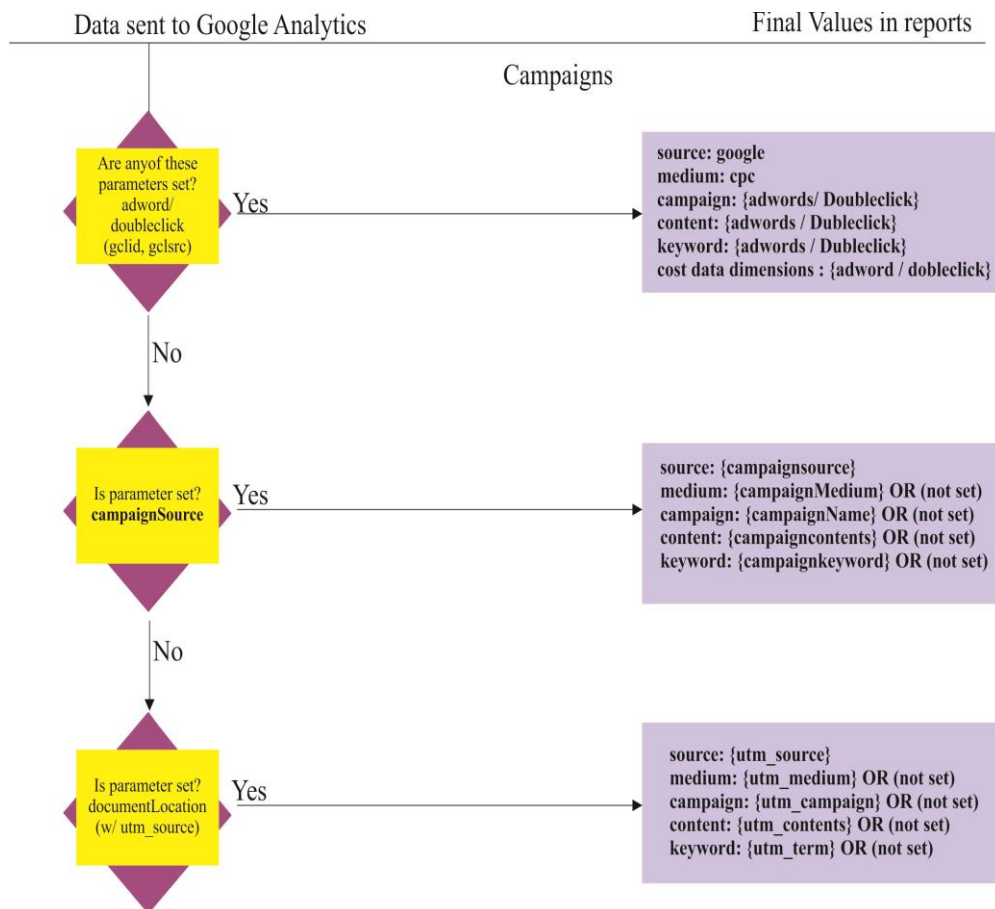 Data sent to Google Analytics
Final Values in reports
Campaigns
Are anyof these
parameters set?
adword/
doubleclick
(gclid, gclsrc)
Yes
source: google
medium: cpc
campaign: {adwords/ Doubleclick}
content: {adwords / Dubleclick}
keyword: {adwords / Dubleclick}
cost data dimensions : {adword / dobleclick}
No
Is parameter set?
campaignSource
Yes
source: {campaignsource}
medium: {campaignMedium} OR (not set)
campaign: {campaignName} OR (not set)
content: {campaigncontents} OR (not set)
keyword: {campaignkeyword} OR (not set)
No
Is parameter set?
documentLocation
(w/ utm_source)
Yes
source: {utm_source}
medium: {utm_medium} OR (not set)
campaign: {utm_campaign} OR (not set)
content: {utm_contents} OR (not set)
keyword: {utm_term} OR (not set)